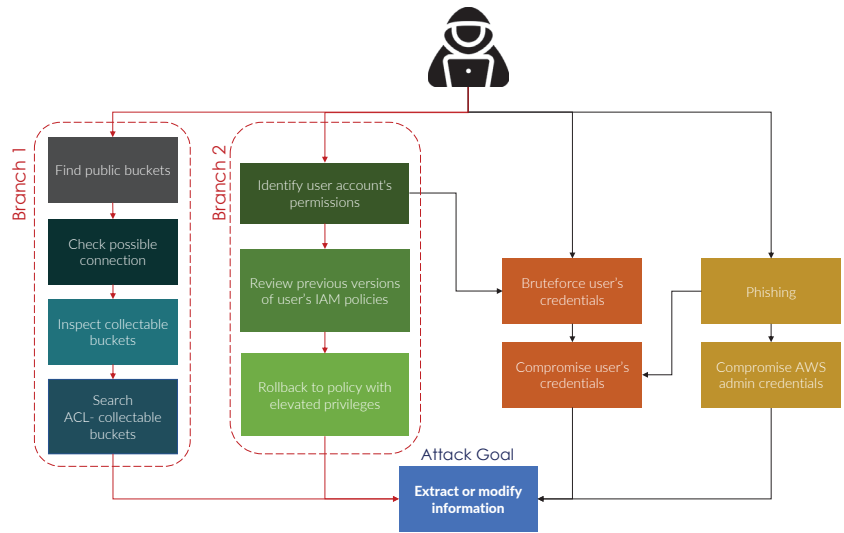 Branch 1
Find public buckets
Check possible
connection
Inspect collectable
buckets
Search
ACL- collectable
buckets
Branch 2
Identify user account's
permissions
Review previous versions
of user's IAM policies
Rollback to policy with
elevated privileges
Bruteforce user's
credentials
Compromise user's
credentials
Phishing
Compromise AWS
admin credentials
Attack Goal
Extract or modify
information